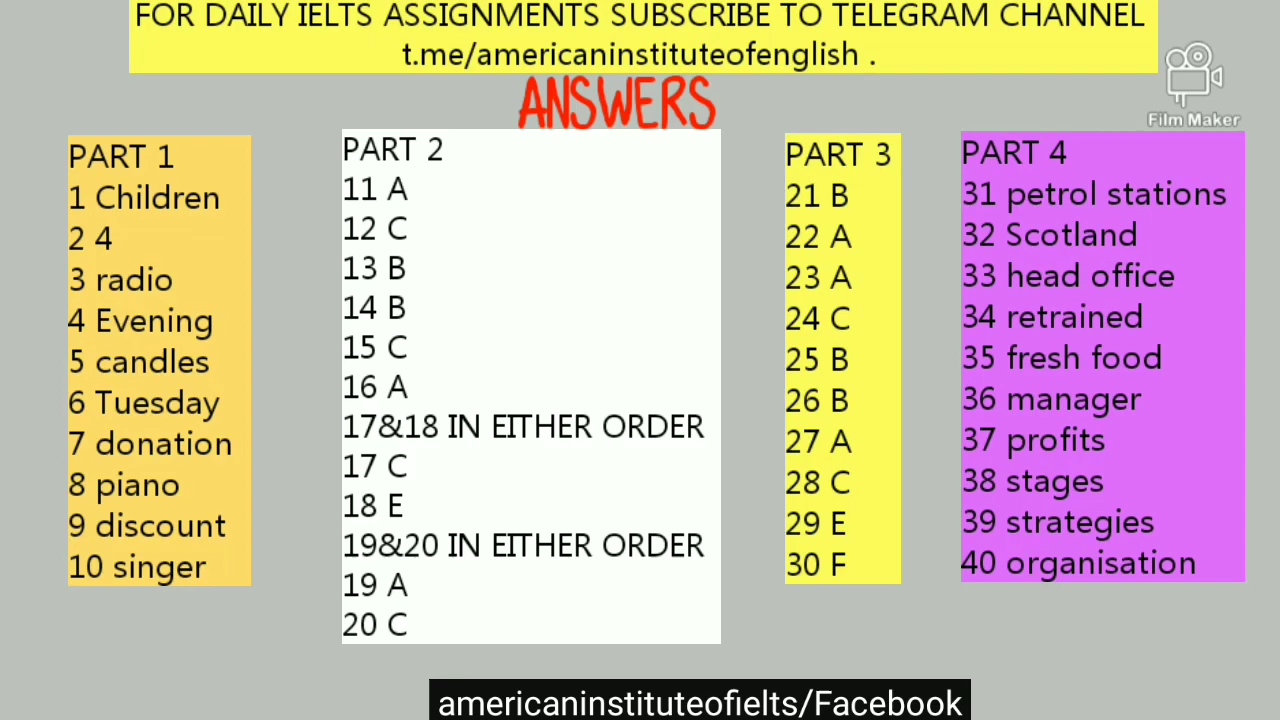 FOR DAILY IELTS ASSIGNMENTS SUBSCRIBE TO TELEGRAM CHANNEL
t.me/americaninstituteofenglish .
Film Maker
ANSWERS
PART 1
1 Children
2 4
3 radio
4 Evening
5 candles
6 Tuesday
7 donation
8 piano
9 discount
10 singer
PART 2
11 A
12 C
13 B
14 B
15 C
16 A
17&18 IN EITHER ORDER
17 C
18 E
19&20 IN EITHER ORDER
19 A
20 C
PART 3
21 B
22 A
23 A
24 C
25 B
26 B
27 A
28 C
29 E
30 F
PART 4
31 petrol stations
32 Scotland
33 head office
34 retrained
35 fresh food
36 manager
37 profits
38 stages
39 strategies
40 organisation
americaninstituteofielts/Facebook